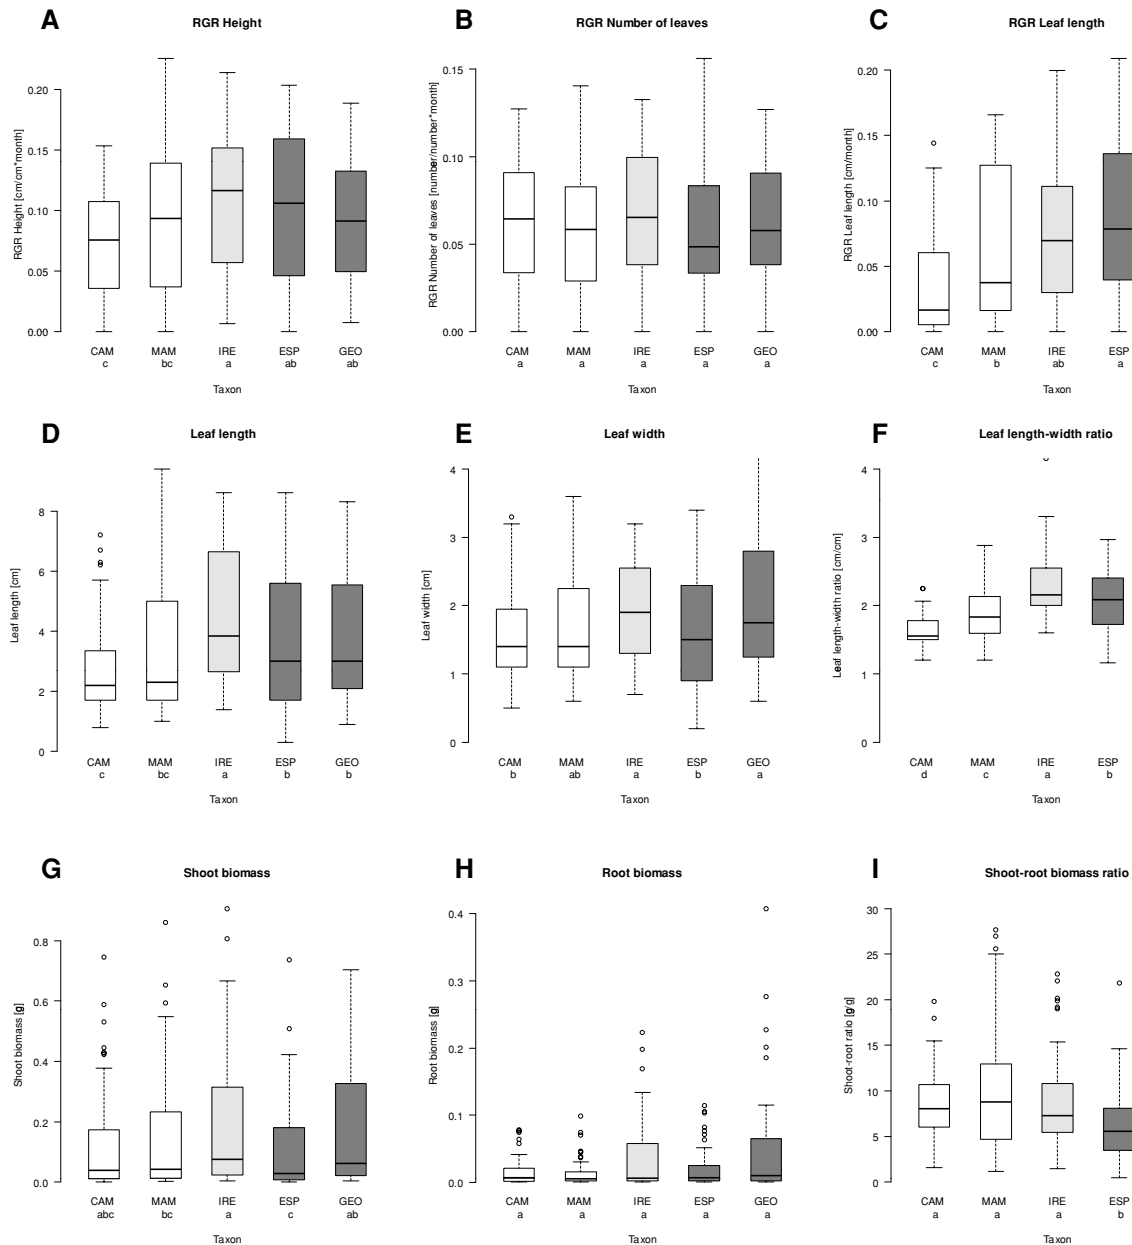 A RGR Height
RGR Height [cm/cm*month]
0.20
0.15
0.10
0.05
0.00
CAM MAM IRE ESP GEO
c bc a ab ab
Taxon
B RGR Number of leaves
RGR Number of leaves [number/number*month]
0.15
0.10
0.05
0.00
CAM MAM IRE ESP GEO
a a a a a
Taxon
C RGR Leaf length
RGR Leaf length [cm/month]
0.20
0.15
0.10
0.05
0.00
CAM MAM IRE ESP
c b ab a
Taxon
D Leaf length
Leaf length [cm]
8
6
4
2
0
CAM MAM IRE ESP GEO
c bc a b b
Taxon
E Leaf width
Leaf width [cm]
4
3
2
1
0
CAM MAM IRE ESP GEO
b ab a b a
Taxon
F Leaf length-width ratio
Leaf length-width ratio [cm/cm]
4
3
2
1
0
CAM MAM IRE ESP
d c a b
Taxon
G Shoot biomass
Shoot biomass [g]
0.8
0.6
0.4
0.2
0.0
CAM MAM IRE ESP GEO
abc bc a c ab
Taxon
H Root biomass
Root biomass [g]
0.4
0.3
0.2
0.1
0.0
CAM MAM IRE ESP GEO
a a a a a
Taxon
I Shoot-root biomass ratio
Shoot-root ratio [g/g]
30
25
20
15
10
5
0
CAM MAM IRE ESP
a a a b
Taxon